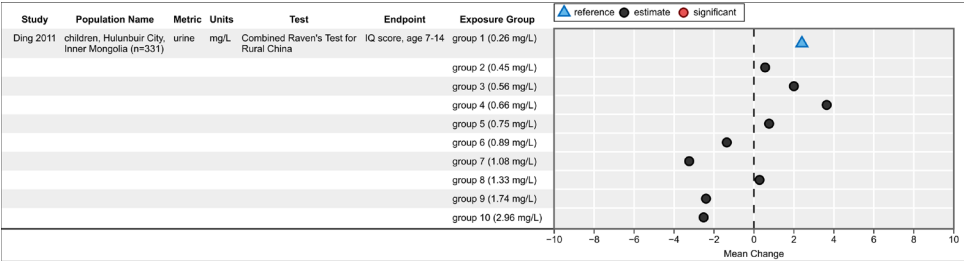 reference estimate significant
Study Population Name Metric Units Test Endpoint Exposure Group
Ding 2011 children, Hulunbuir City, urine mg/L Combined Raven's Test for IQ score, age 7-14 group 1 (0.26 mg/L)
Inner Mongolia (n=331) Rural China
group 2 (0.45 mg/L)
group 3 (0.56 mg/L)
group 4 (0.66 mg/L)
group 5 (0.75 mg/L)
group 6 (0.89 mg/L)
group 7 (1.08 mg/L)
group 8 (1.33 mg/L)
group 9 (1.74 mg/L)
group 10 (2.96 mg/L)
−10 −8 −6 −4 −2 0 2 4 6 8 10
Mean Change